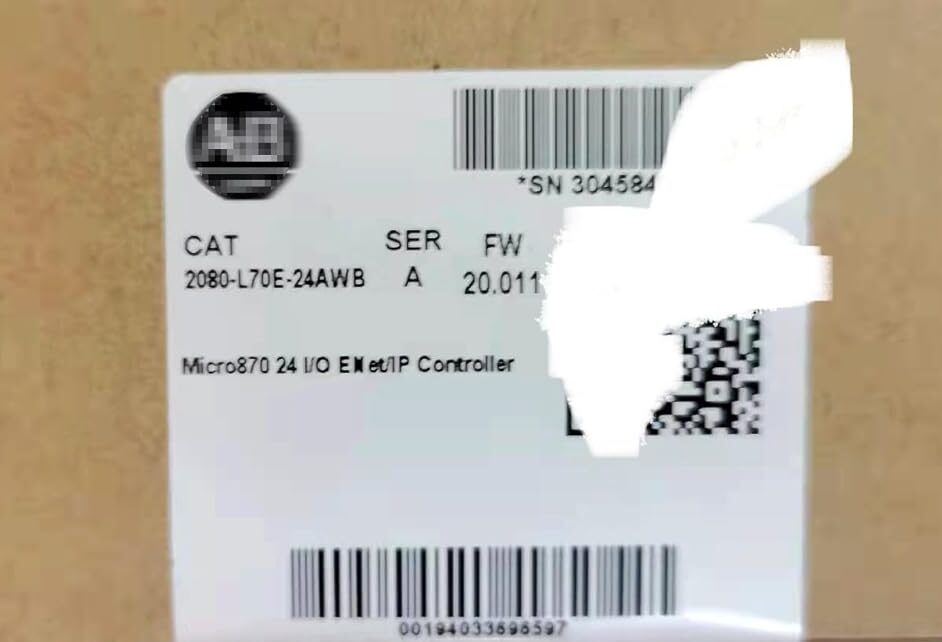 AB
*SN 304584
CAT SER FW
2080-L70E-24AWB A 20.011
Micro870 24 I/O ENet/IP Controller
00194033696597